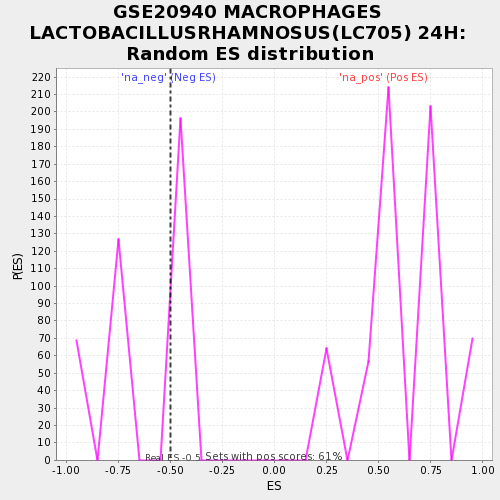 GSE20940 MACROPHAGES
LACTOBACILLUSRHAMNOSUS(LC705) 24H:
Random ES distribution
'na_neg' (Neg ES)
'na_pos' (Pos ES)
220
210
200
190
180
170
160
150
140
130
120
110
100
90
80
70
60
50
40
30
20
10
0
P(ES)
Real ES -0.5
Sets with pos scores: 61%
-1.00 -0.75 -0.50 -0.25 0.00 0.25 0.50 0.75 1.00
ES